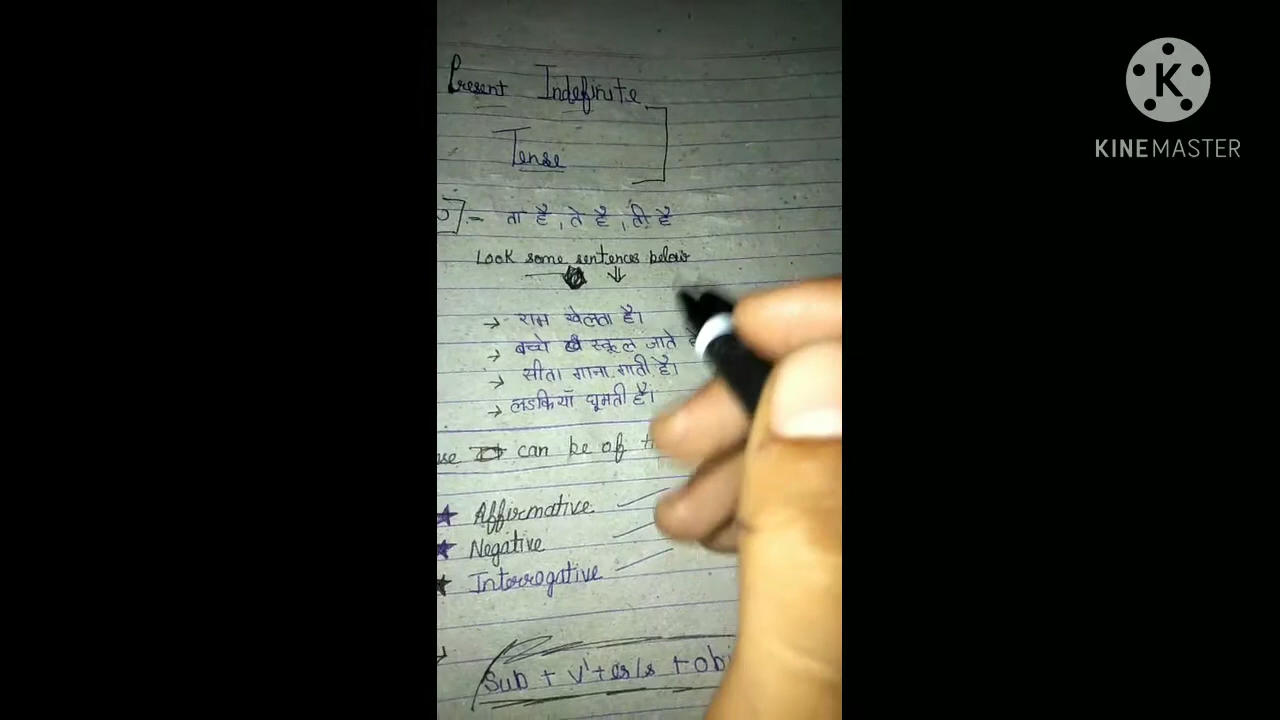 Present Indefinite
Tense
:- ता है, ते है, ती है
Look some sentences below
→ राम खेलता है।
→ बच्चे स्कूल जाते
→ सीता गाना गाती है।
→ लडकियाँ घूमती है।
can be of
★ Affirmative
★ Negative
★ Interrogative
Sub + V¹ + es/s + obj
K
KINEMASTER